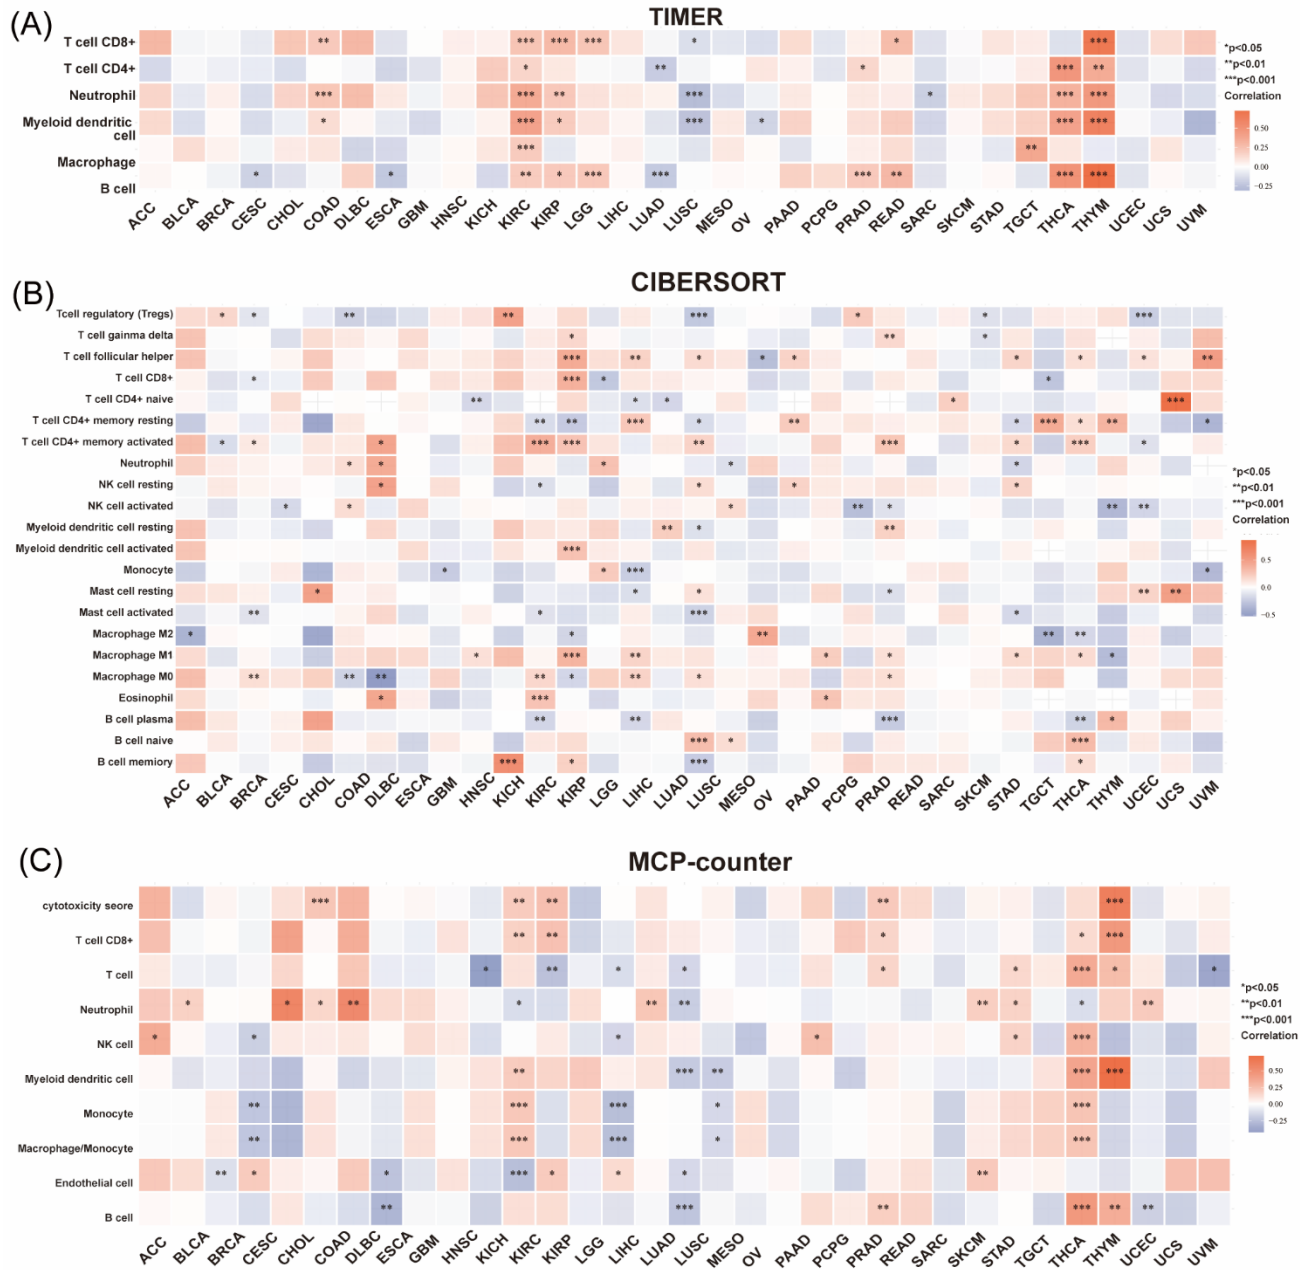 (A)
TIMER
T cell CD8+
T cell CD4+
Neutrophil
Myeloid dendritic
cell
Macrophage
B cell
** *** *** *** * * ***
* ** * *** **
*** *** ** *** * *** ***
* *** * *** * *** ***
*** **
* * ** * *** *** *** ** *** ***
*p<0.05
**p<0.01
***p<0.001
Correlation
0.50
0.25
0.00
-0.25
ACC BLCA BRCA CESC CHOL COAD DLBC ESCA GBM HNSC KICH KIRC KIRP LGG LIHC LUAD LUSC MESO OV PAAD PCPG PRAD READ SARC SKCM STAD TGCT THCA THYM UCEC UCS UVM
(B)
CIBERSORT
Tcell regulatory (Tregs)
T cell gainma delta
T cell follicular helper
T cell CD8+
T cell CD4+ naive
T cell CD4+ memory resting
T cell CD4+ memory activated
Neutrophil
NK cell resting
NK cell activated
Myeloid dendritic cell resting
Myeloid dendritic cell activated
Monocyte
Mast cell resting
Mast cell activated
Macrophage M2
Macrophage M1
Macrophage M0
Eosinophil
B cell plasma
B cell naive
B cell memiory
* * ** ** *** * * ***
* ** *
*** ** * * * * * * **
* *** * *
** * * * ***
** ** *** * ** * *** * ** *
* * * *** *** ** *** * *** *
* * * * *
* * * * *
* * * ** * ** **
** * **
***
* * *** *
* * * * ** **
** * *** *
* * ** ** **
* *** ** * * * * *
** ** ** ** * ** * *
* *** *
** ** *** ** *
*** * ***
*** * *** *
*p<0.05
**p<0.01
***p<0.001
Correlation
0.5
0.0
-0.5
ACC BLCA BRCA CESC CHOL COAD DLBC ESCA GBM HNSC KICH KIRC KIRP LGG LIHC LUAD LUSC MESO OV PAAD PCPG PRAD READ SARC SKCM STAD TGCT THCA THYM UCEC UCS UVM
(C)
MCP-counter
cytotoxicity seore
T cell CD8+
T cell
Neutrophil
NK cell
Myeloid dendritic cell
Monocyte
Macrophage/Monocyte
Endothelial cell
B cell
*** ** ** ** ***
** ** * * ***
* ** * * * * *** * *
* * * ** * ** ** ** * * **
* * * * * ***
** *** ** *** ***
** *** *** * ***
** *** *** * ***
** * * *** * * * **
** *** ** *** ** **
*p<0.05
**p<0.01
***p<0.001
Correlation
0.50
0.25
0.00
-0.25
ACC BLCA BRCA CESC CHOL COAD DLBC ESCA GBM HNSC KICH KIRC KIRP LGG LIHC LUAD LUSC MESO OV PAAD PCPG PRAD READ SARC SKCM STAD TGCT THCA THYM UCEC UCS UVM